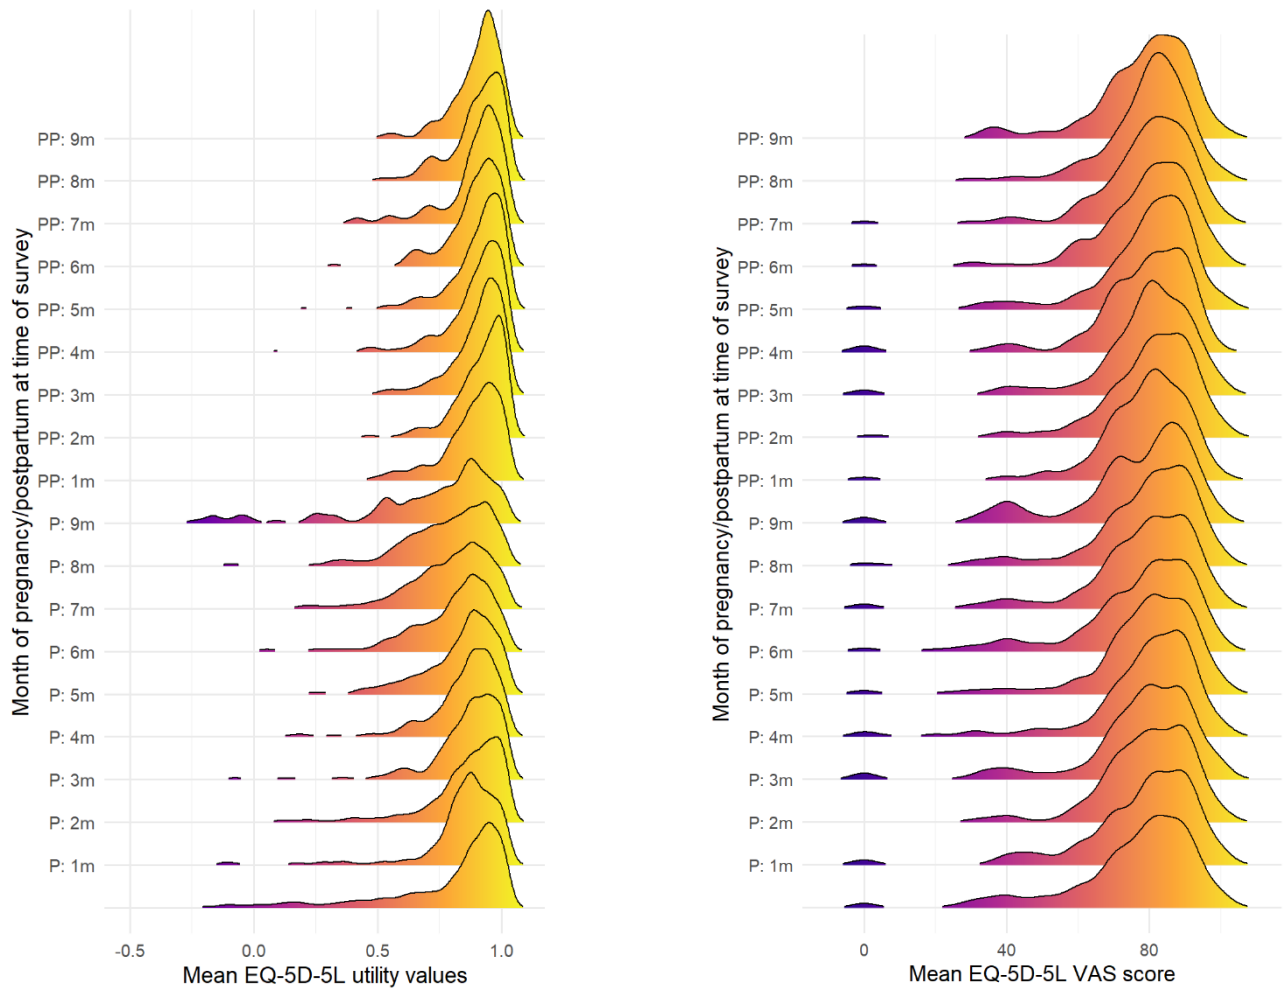 Month of pregnancy/postpartum at time of survey
PP: 9m
PP: 8m
PP: 7m
PP: 6m
PP: 5m
PP: 4m
PP: 3m
PP: 2m
PP: 1m
P: 9m
P: 8m
P: 7m
P: 6m
P: 5m
P: 4m
P: 3m
P: 2m
P: 1m
-0.5 0.0 0.5 1.0
Mean EQ-5D-5L utility values
Month of pregnancy/postpartum at time of survey
PP: 9m
PP: 8m
PP: 7m
PP: 6m
PP: 5m
PP: 4m
PP: 3m
PP: 2m
PP: 1m
P: 9m
P: 8m
P: 7m
P: 6m
P: 5m
P: 4m
P: 3m
P: 2m
P: 1m
0 40 80
Mean EQ-5D-5L VAS score